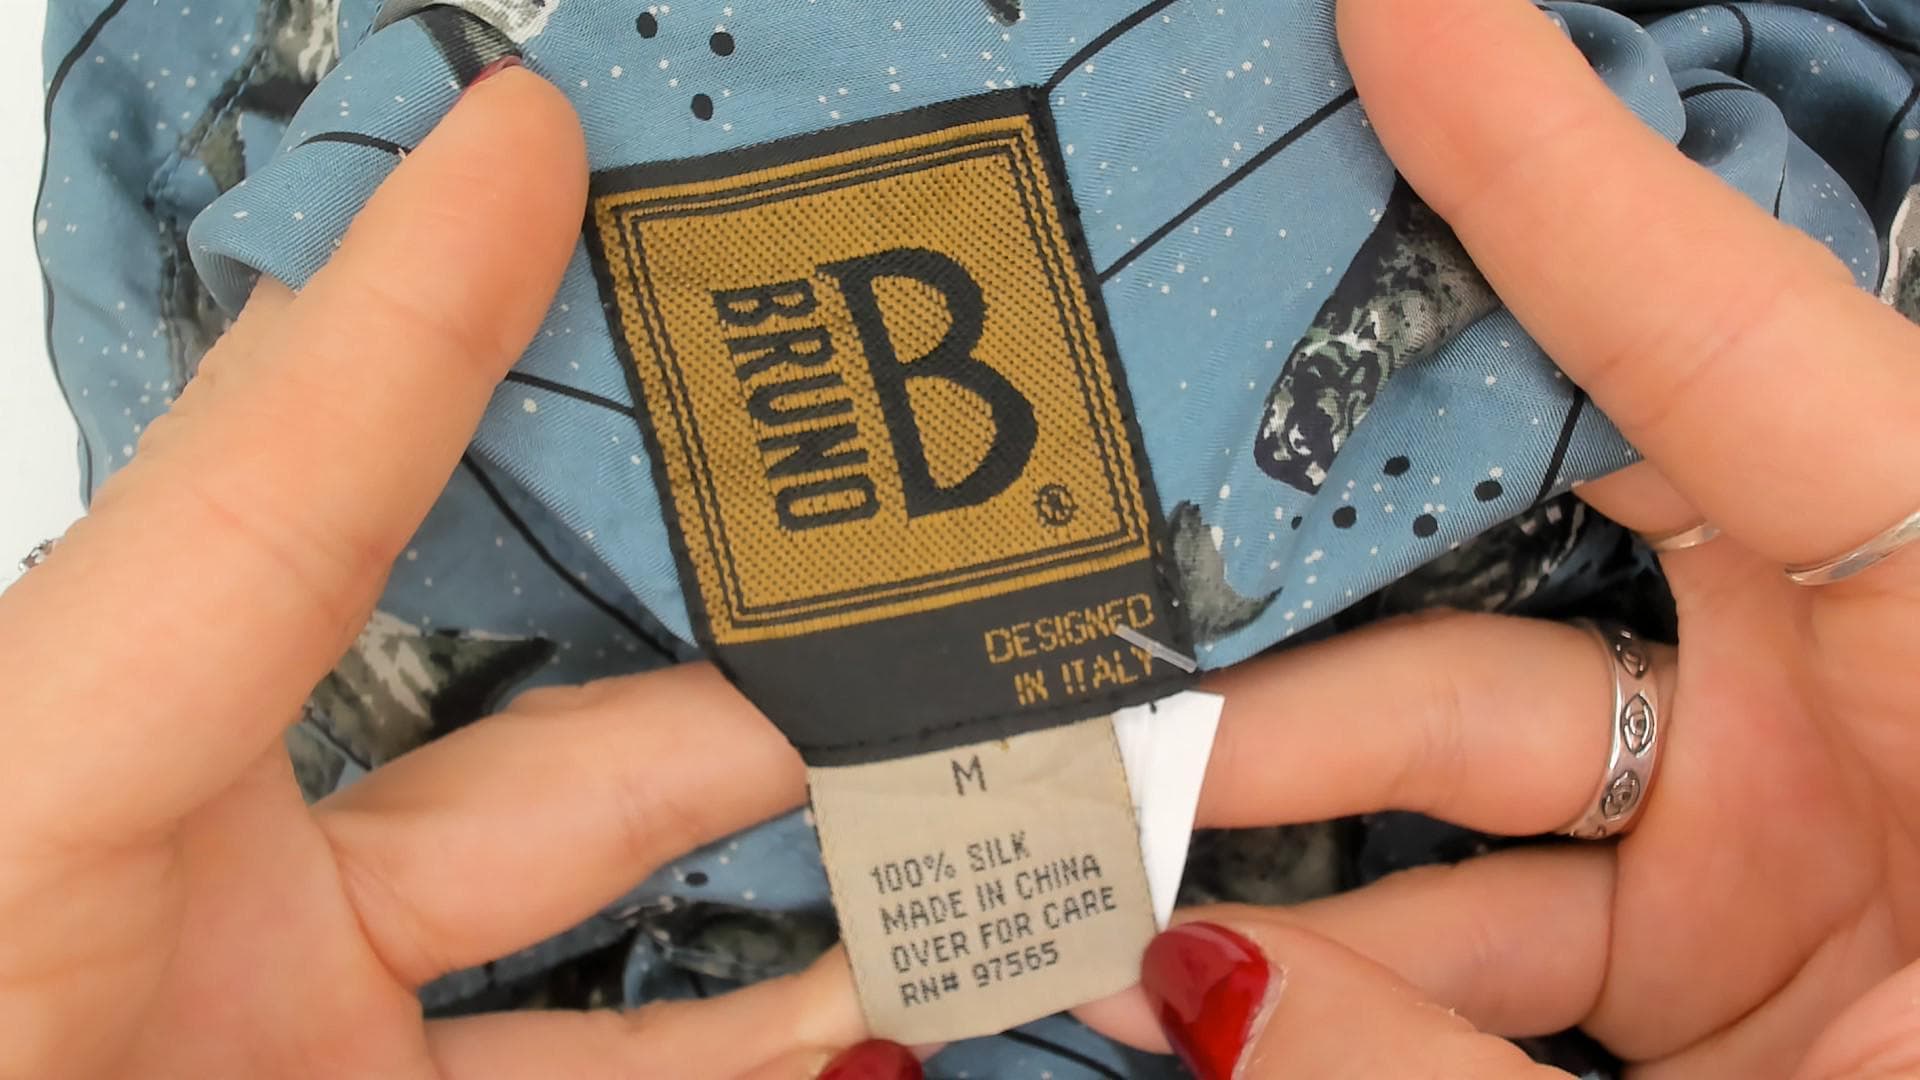 BRUNO
B®
DESIGNED
IN ITALY
M
100% SILK
MADE IN CHINA
OVER FOR CARE
RN# 97565